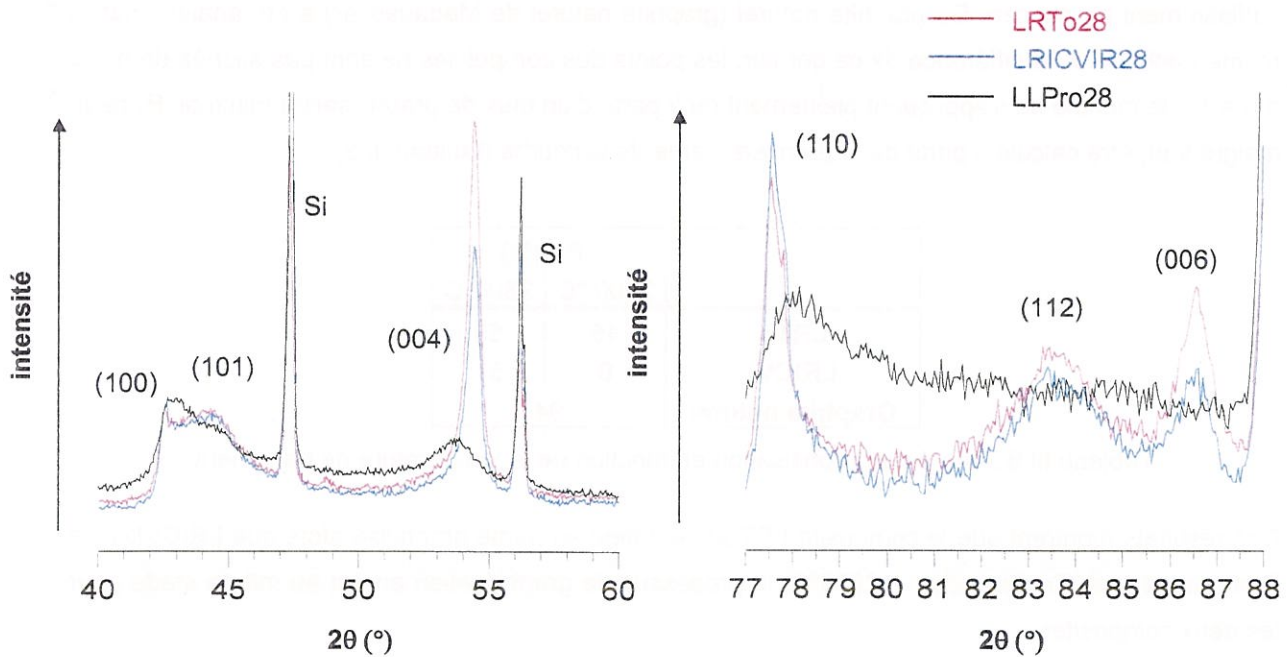 LRTo28
LRICVIR28
LLPro28
(100)
(101)
Si
(004)
Si
intensité
40 45 50 55 60
2θ (°)
(110)
(112)
(006)
intensité
77 78 79 80 81 82 83 84 85 86 87 88
2θ (°)